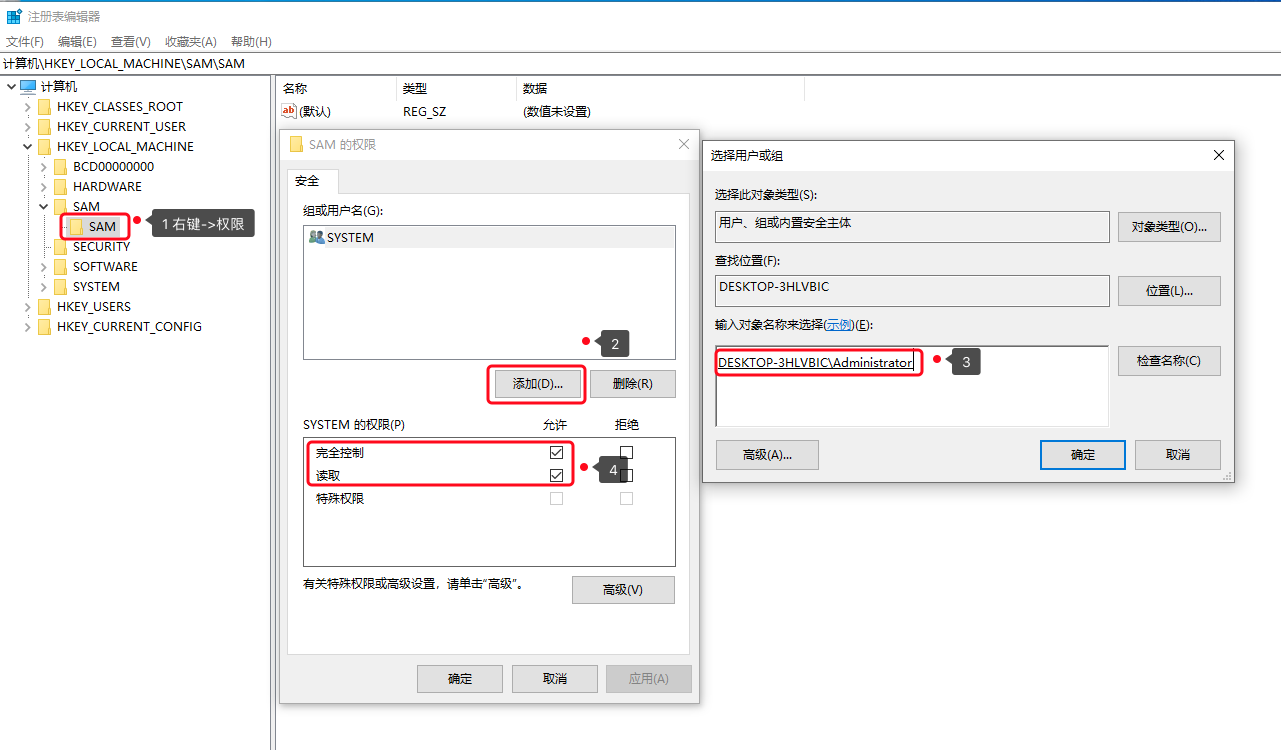 注册表编辑器
文件(F) 编辑(E) 查看(V) 收藏夹(A) 帮助(H)
计算机\HKEY_LOCAL_MACHINE\SAM\SAM
计算机
HKEY_CLASSES_ROOT
HKEY_CURRENT_USER
HKEY_LOCAL_MACHINE
BCD00000000
HARDWARE
SAM
SAM
1 右键->权限
SECURITY
SOFTWARE
SYSTEM
HKEY_USERS
HKEY_CURRENT_CONFIG
名称 类型 数据
ab (默认) REG_SZ (数值未设置)
SAM 的权限
安全
组或用户名(G):
SYSTEM
2
添加(D)... 删除(R)
SYSTEM 的权限(P) 允许 拒绝
完全控制
读取
4
特殊权限
有关特殊权限或高级设置，请单击“高级”。
高级(V)
确定 取消 应用(A)
选择用户或组
选择此对象类型(S):
用户、组或内置安全主体 对象类型(O)...
查找位置(F):
DESKTOP-3HLVBIC 位置(L)...
输入对象名称来选择(示例)(E):
DESKTOP-3HLVBIC\Administrator 3 检查名称(C)
高级(A)... 确定 取消